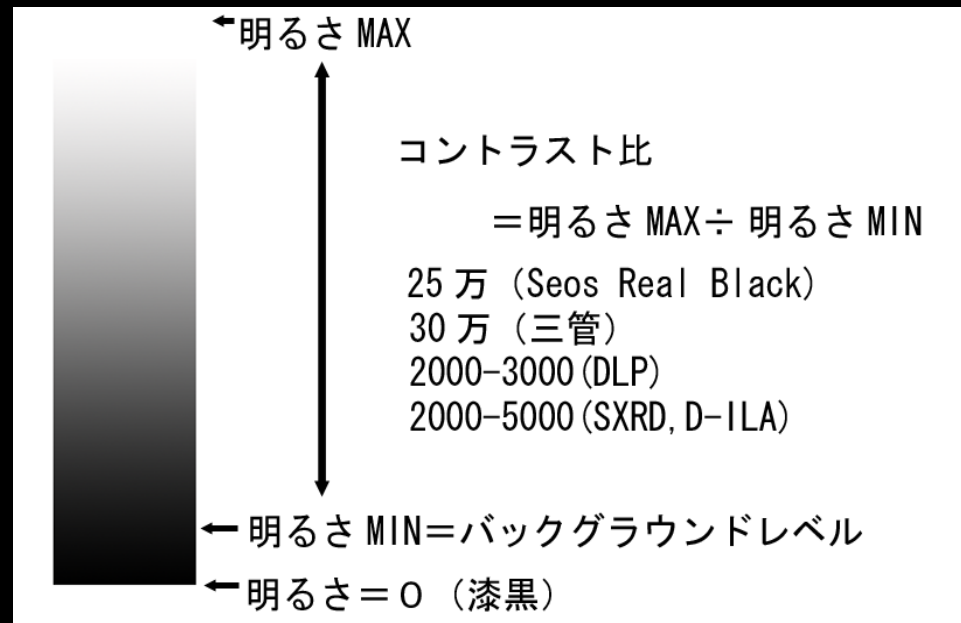 明るさ MAX
コントラスト比
＝明るさ MAX÷ 明るさ MIN
25 万 (Seos Real Black)
30 万 (三管)
2000-3000(DLP)
2000-5000(SXRD,D-ILA)
明るさ MIN＝バックグラウンドレベル
明るさ＝０ (漆黒)